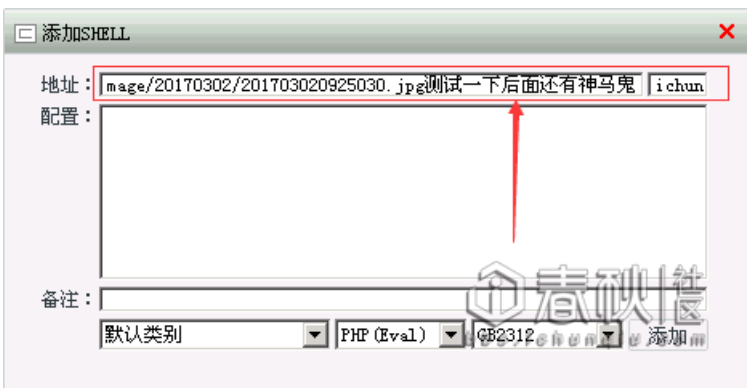 添加SHELL
地址： mage/20170302/201703020925030.jpg测试一下后面还有神马鬼 ichun
配置：
备注：
默认类别 PHP(Eval) GB2312 添加
i春秋 社区